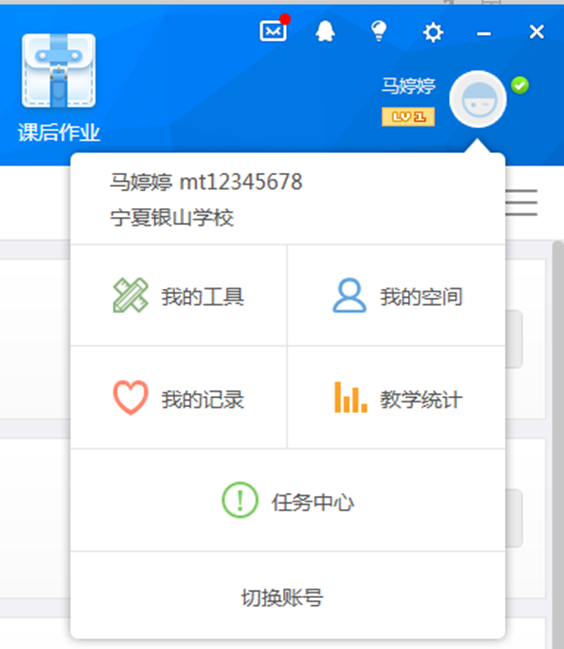 马婷婷
LV 1
课后作业
马婷婷 mt12345678
宁夏银山学校
我的工具
我的空间
我的记录
教学统计
任务中心
切换账号